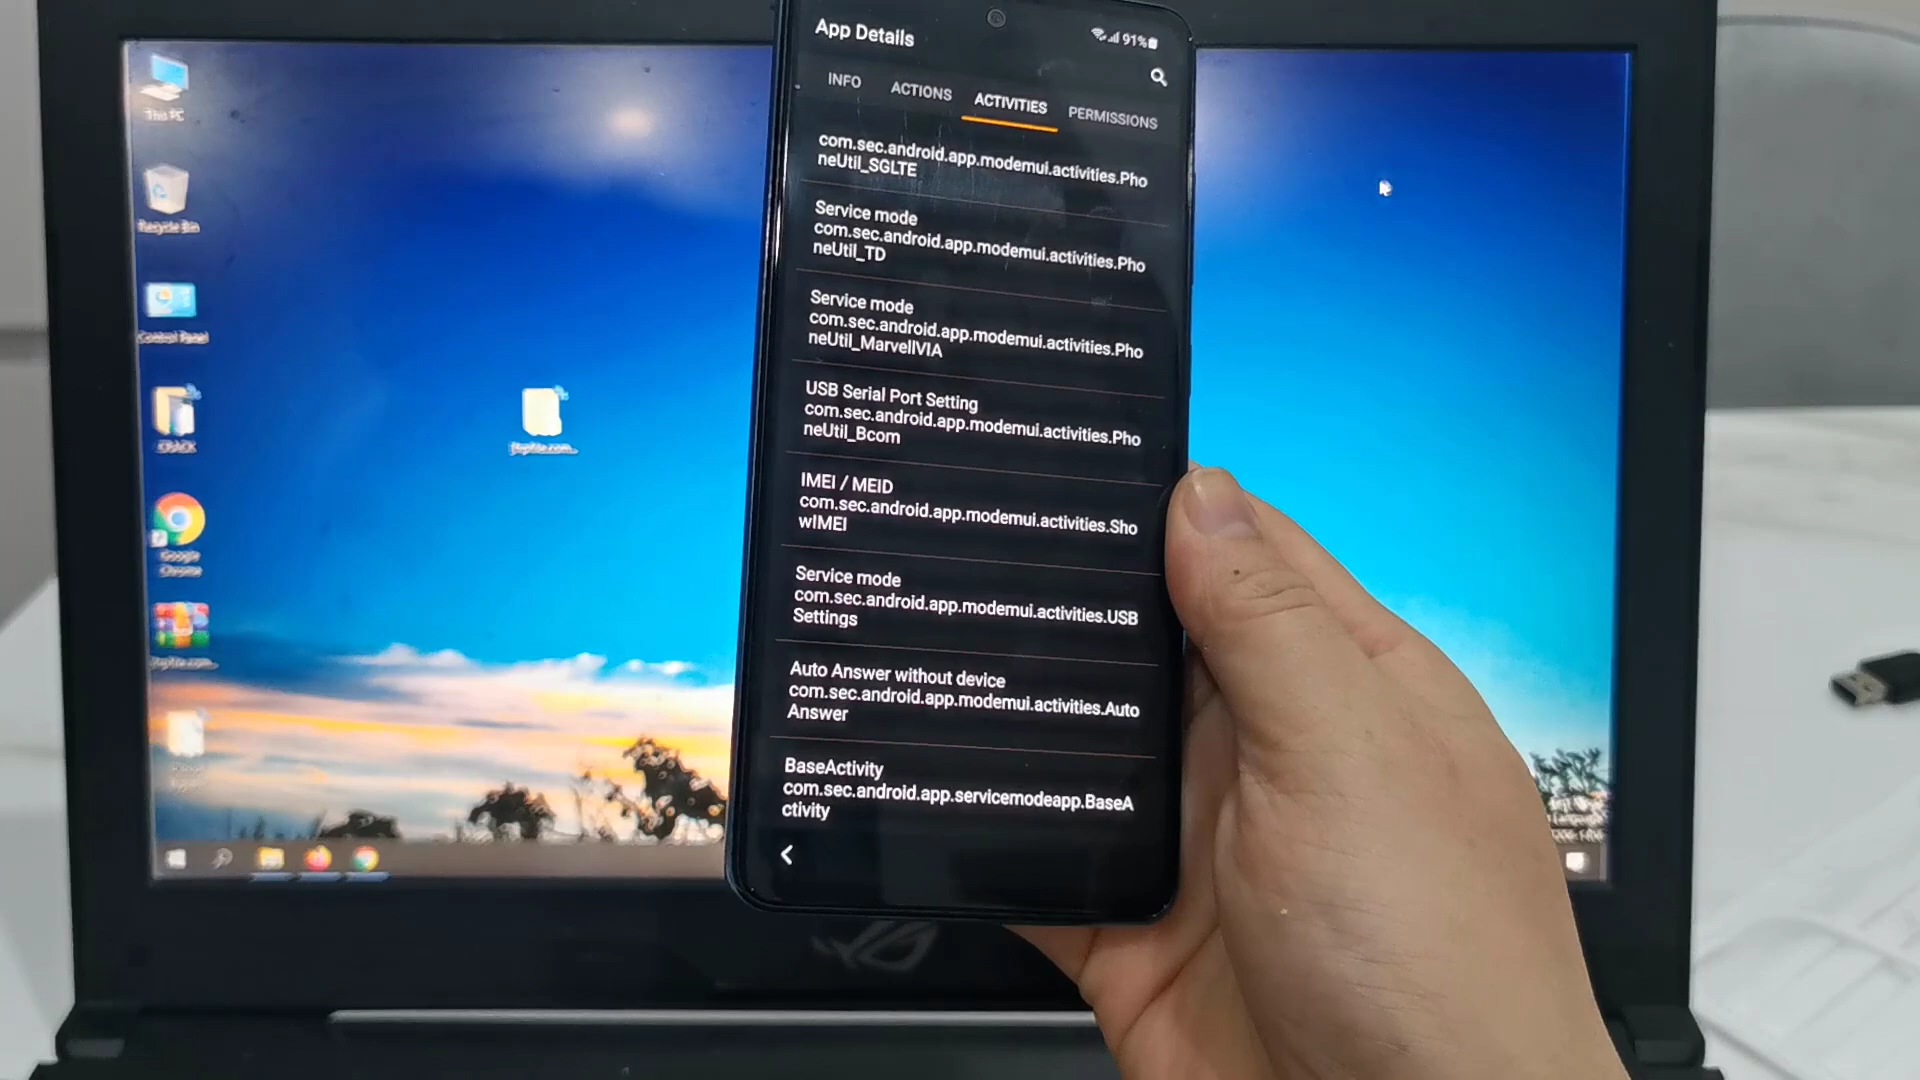 App Details
91%
INFO ACTIONS ACTIVITIES PERMISSIONS
com.sec.android.app.modemui.activities.Pho
neUtil_SGLTE
Service mode
com.sec.android.app.modemui.activities.Pho
neUtil_TD
Service mode
com.sec.android.app.modemui.activities.Pho
neUtil_MarvellVIA
USB Serial Port Setting
com.sec.android.app.modemui.activities.Pho
neUtil_Bcom
IMEI / MEID
com.sec.android.app.modemui.activities.Sho
wIMEI
Service mode
com.sec.android.app.modemui.activities.USB
Settings
Auto Answer without device
com.sec.android.app.modemui.activities.Auto
Answer
BaseActivity
com.sec.android.app.servicemodeapp.BaseA
ctivity
This PC
Recycle Bin
Control Panel
CRACK
Google
Chrome